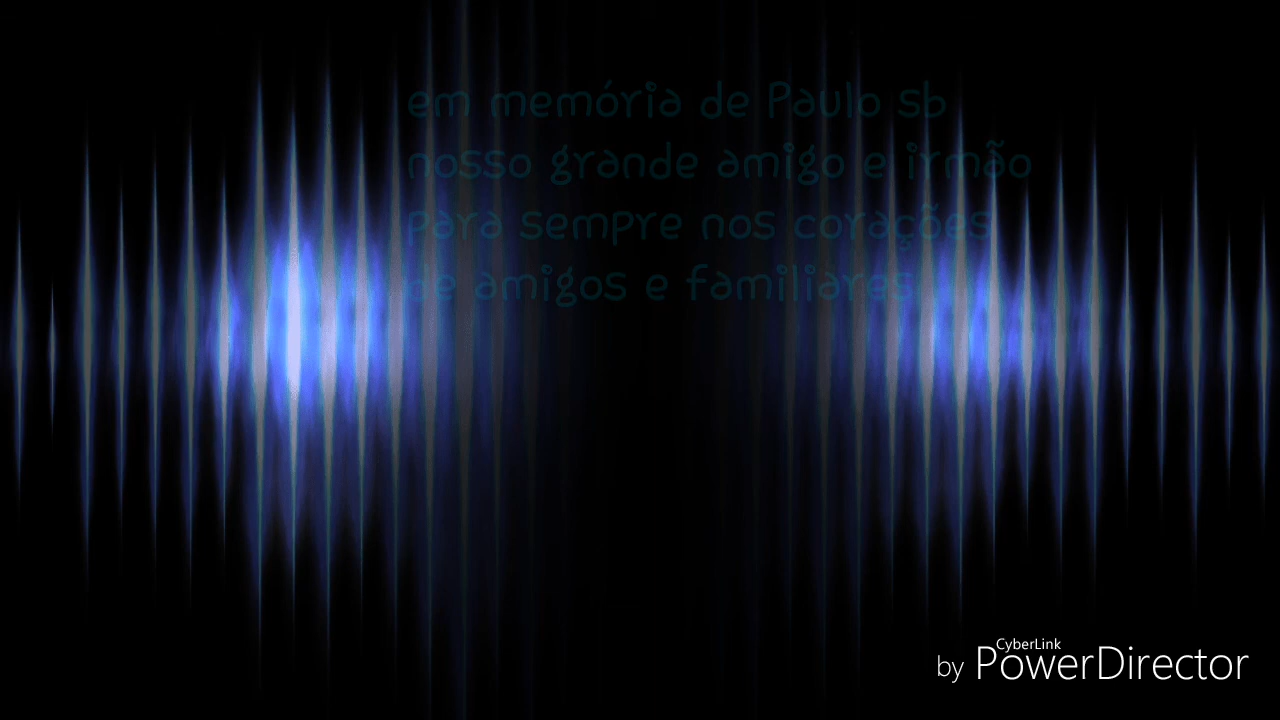 em memória de Paulo sb
nosso grande amigo e irmão
para sempre nos corações
de amigos e familiares
CyberLink
by PowerDirector